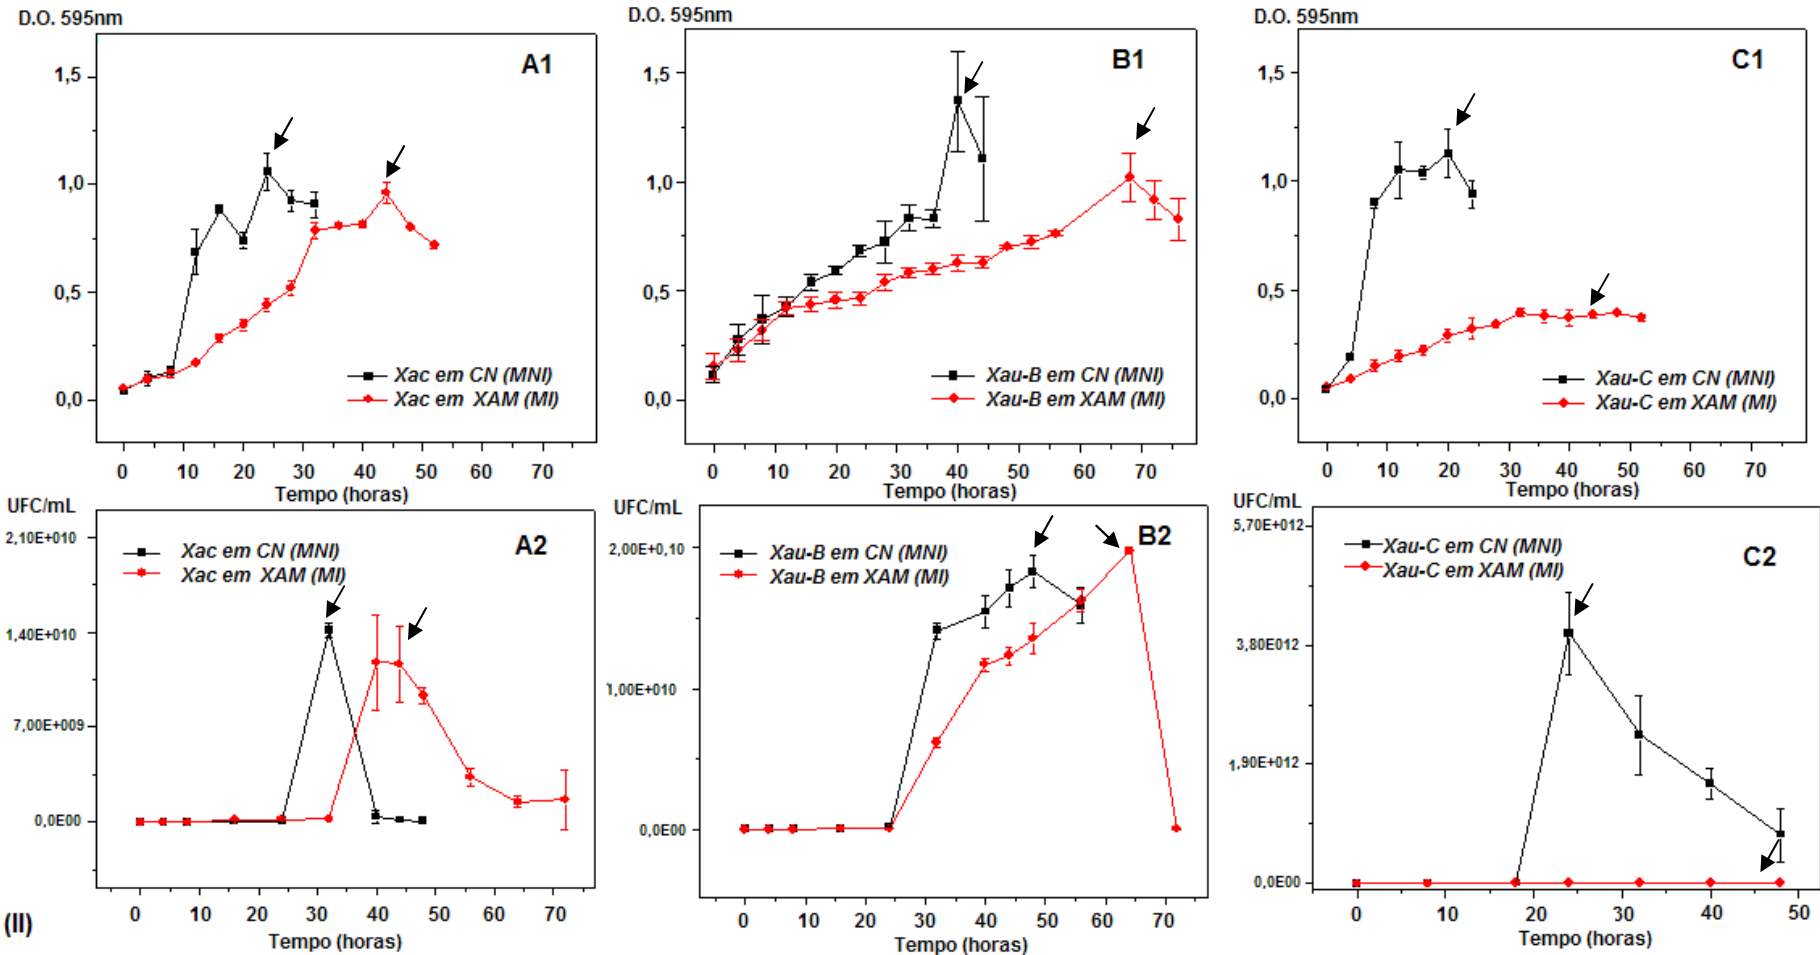 D.O. 595nm
A1
1,5
1,0
0,5
0,0
Xac em CN (MNI)
Xac em XAM (MI)
0 10 20 30 40 50 60 70
Tempo (horas)
D.O. 595nm
B1
1,5
1,0
0,5
0,0
Xau-B em CN (MNI)
Xau-B em XAM (MI)
0 10 20 30 40 50 60 70
Tempo (horas)
D.O. 595nm
C1
1,5
1,0
0,5
0,0
Xau-C em CN (MNI)
Xau-C em XAM (MI)
0 10 20 30 40 50 60 70
Tempo (horas)
UFC/mL
A2
2,10E+010
1,40E+010
7,00E+009
0,0E00
Xac em CN (MNI)
Xac em XAM (MI)
0 10 20 30 40 50 60 70
Tempo (horas)
UFC/mL
B2
2,00E+0,10
1,00E+010
0,0E00
Xau-B em CN (MNI)
Xau-B em XAM (MI)
0 10 20 30 40 50 60 70
Tempo (horas)
UFC/mL
C2
5,70E+012
3,80E+012
1,90E+012
0,0E00
Xau-C em CN (MNI)
Xau-C em XAM (MI)
0 10 20 30 40 50
Tempo (horas)
(II)